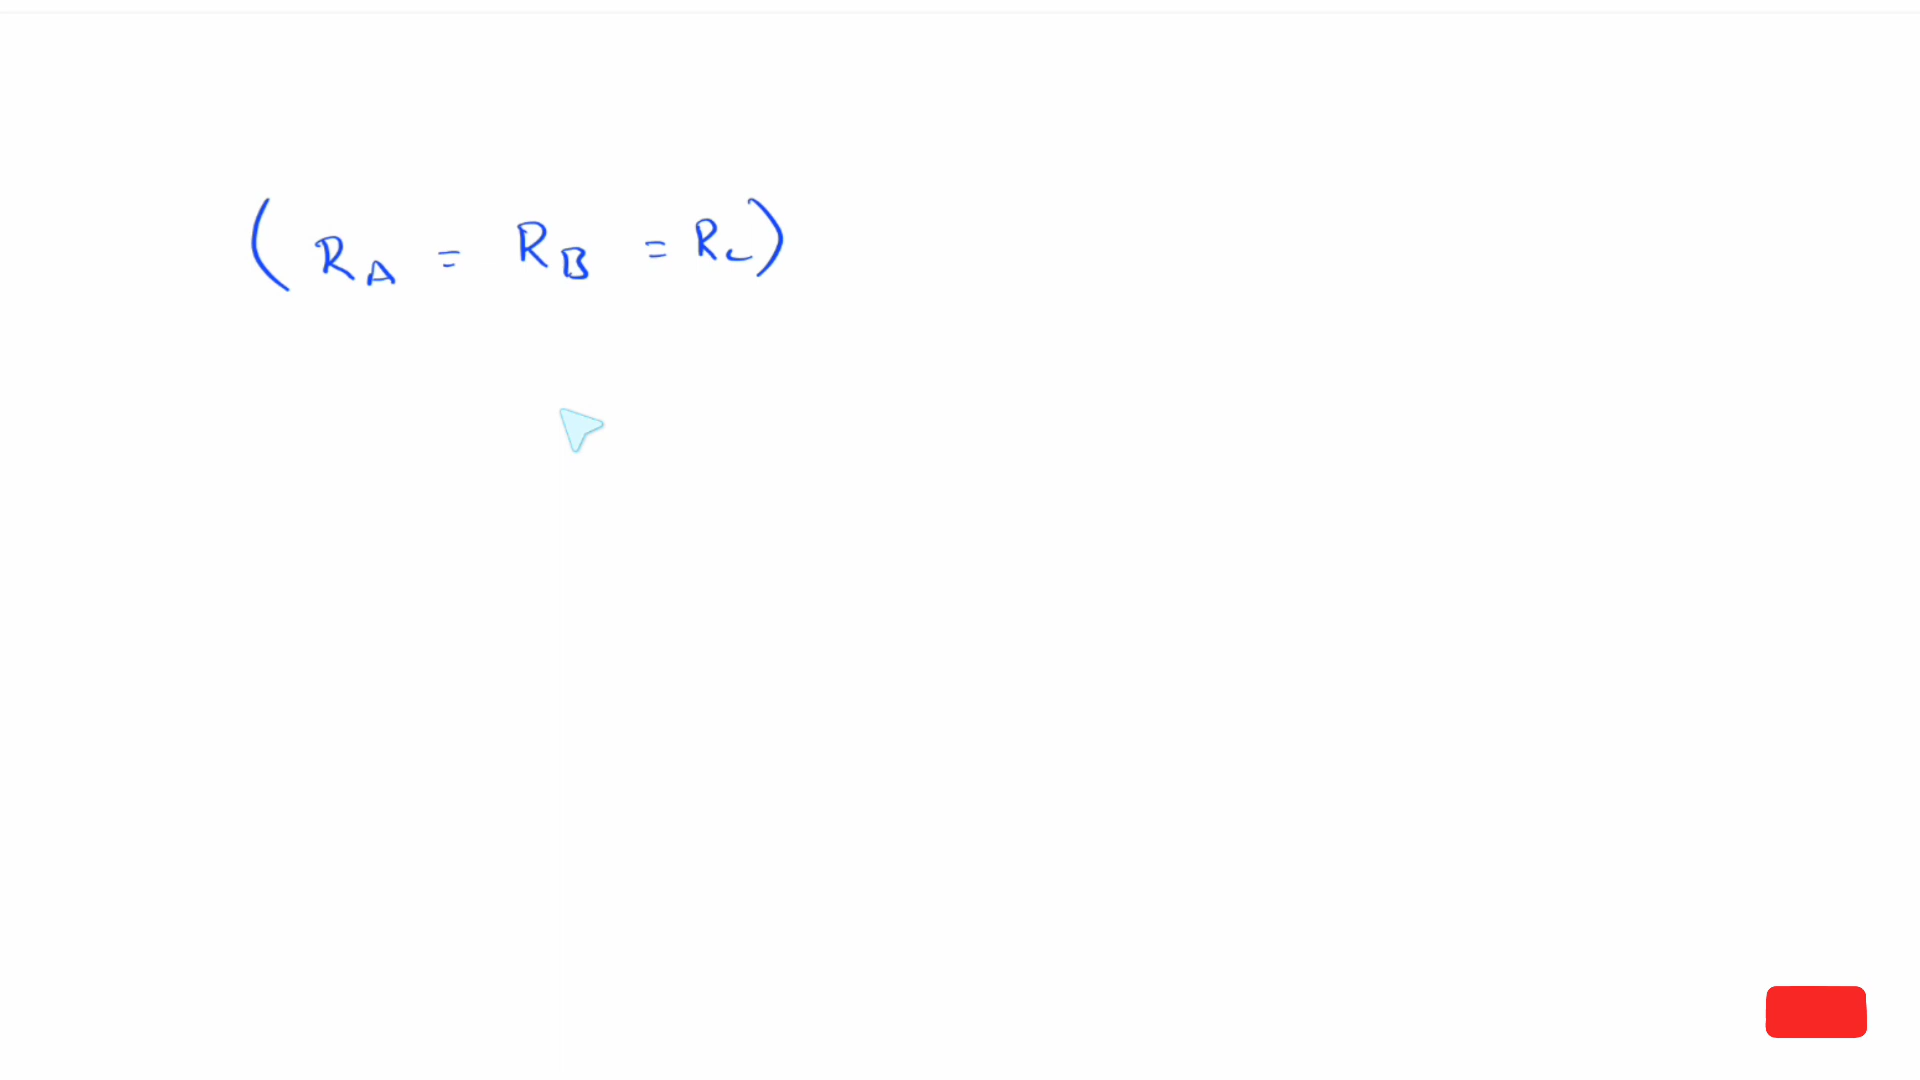 (R_A = R_B = R_C)